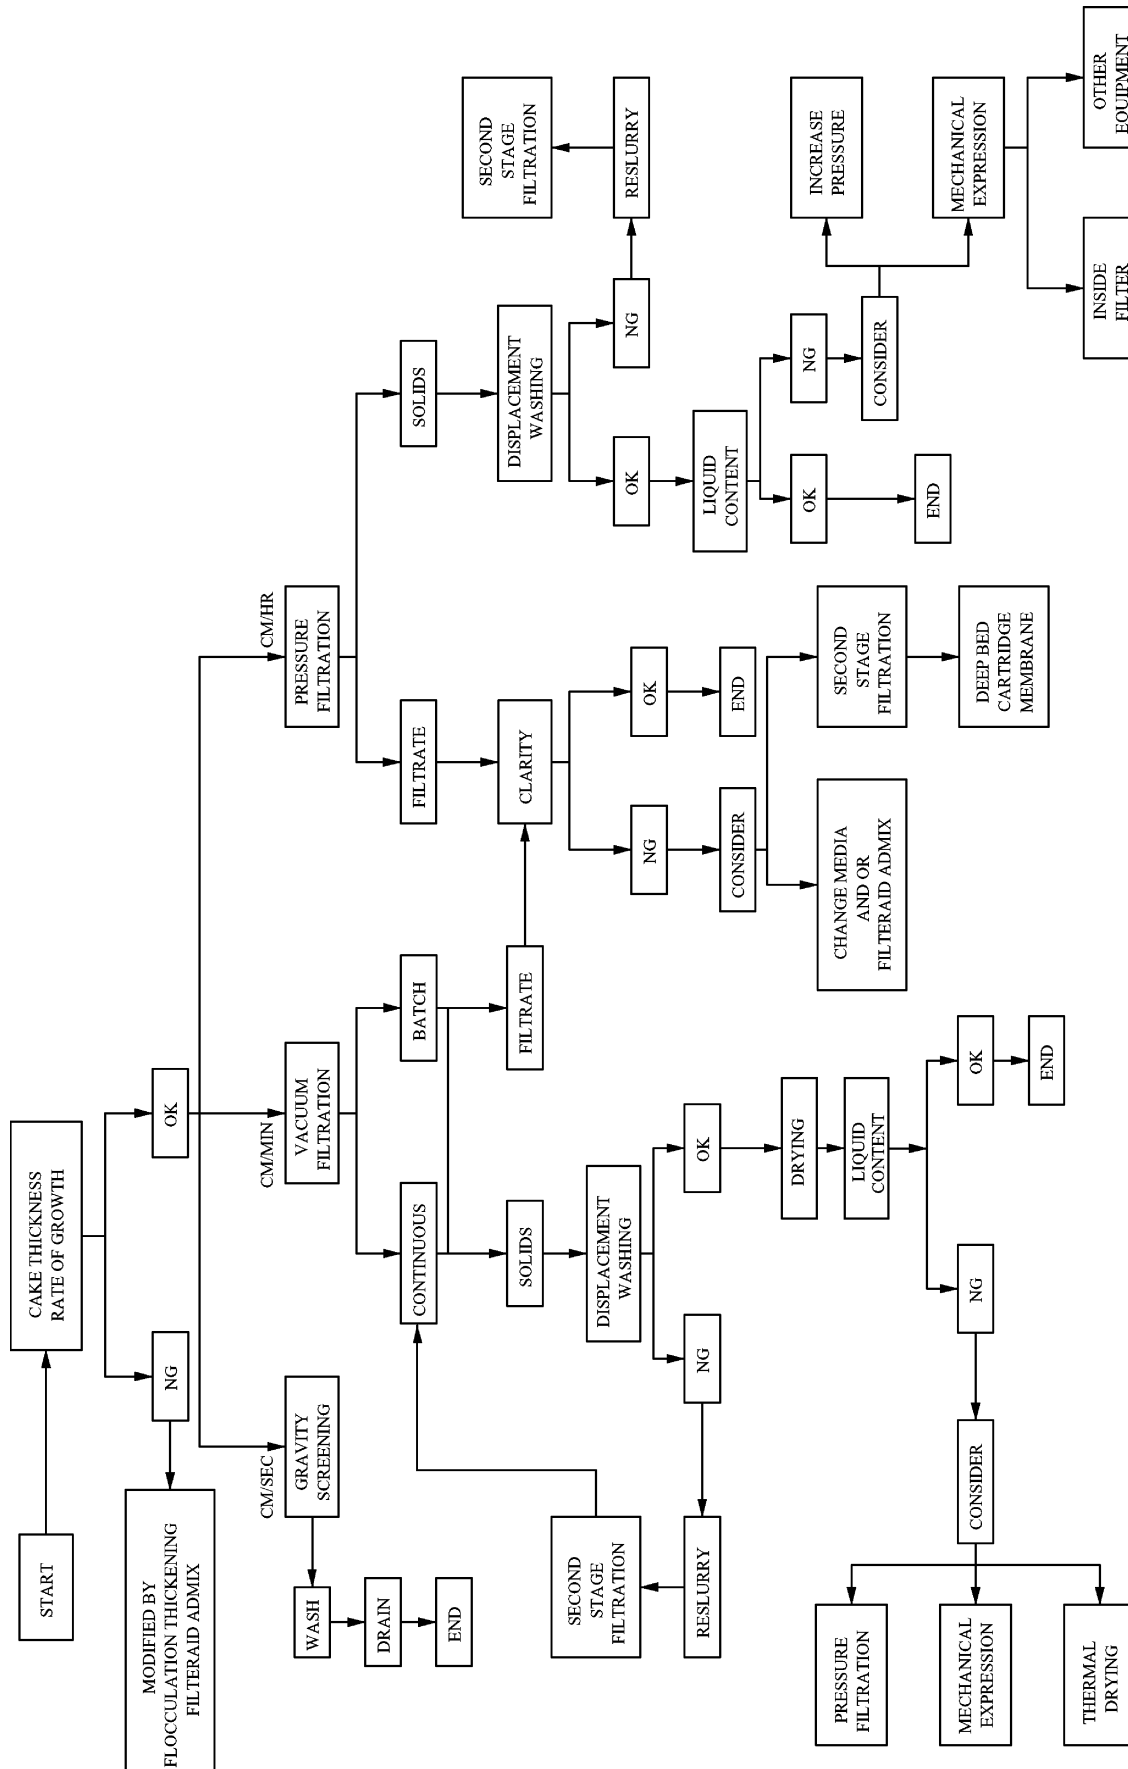 START
CAKE THICKNESS
RATE OF GROWTH
NG
OK
MODIFIED BY
FLOCCULATION THICKENING
FILTERAID ADMIX
CM/SEC
GRAVITY
SCREENING
CM/MIN
VACUUM
FILTRATION
CM/HR
PRESSURE
FILTRATION
WASH
DRAIN
END
CONTINUOUS
BATCH
FILTRATE
SOLIDS
SOLIDS
FILTRATE
CLARITY
DISPLACEMENT
WASHING
SECOND
STAGE
FILTRATION
RESLURRY
NG
OK
DISPLACEMENT
WASHING
NG
OK
END
OK
NG
RESLURRY
SECOND
STAGE
FILTRATION
CONSIDER
LIQUID
CONTENT
DRYING
LIQUID
CONTENT
CHANGE MEDIA
AND OR
FILTERAID ADMIX
SECOND
STAGE
FILTRATION
DEEP BED
CARTRIDGE
MEMBRANE
OK
END
NG
CONSIDER
INCREASE
PRESSURE
MECHANICAL
EXPRESSION
INSIDE
FILTER
OTHER
EQUIPMENT
NG
OK
END
CONSIDER
PRESSURE
FILTRATION
MECHANICAL
EXPRESSION
THERMAL
DRYING